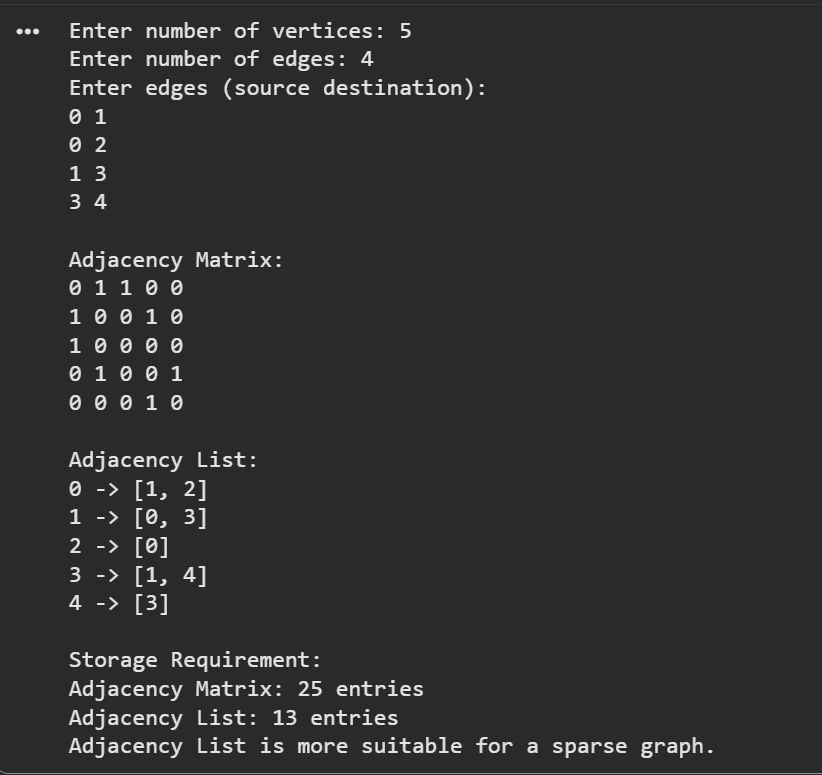 Enter number of vertices: 5
Enter number of edges: 4
Enter edges (source destination):
0 1
0 2
1 3
3 4
Adjacency Matrix:
0 1 1 0 0
1 0 0 1 0
1 0 0 0 0
0 1 0 0 1
0 0 0 1 0
Adjacency List:
0 -> [1, 2]
1 -> [0, 3]
2 -> [0]
3 -> [1, 4]
4 -> [3]
Storage Requirement:
Adjacency Matrix: 25 entries
Adjacency List: 13 entries
Adjacency List is more suitable for a sparse graph.